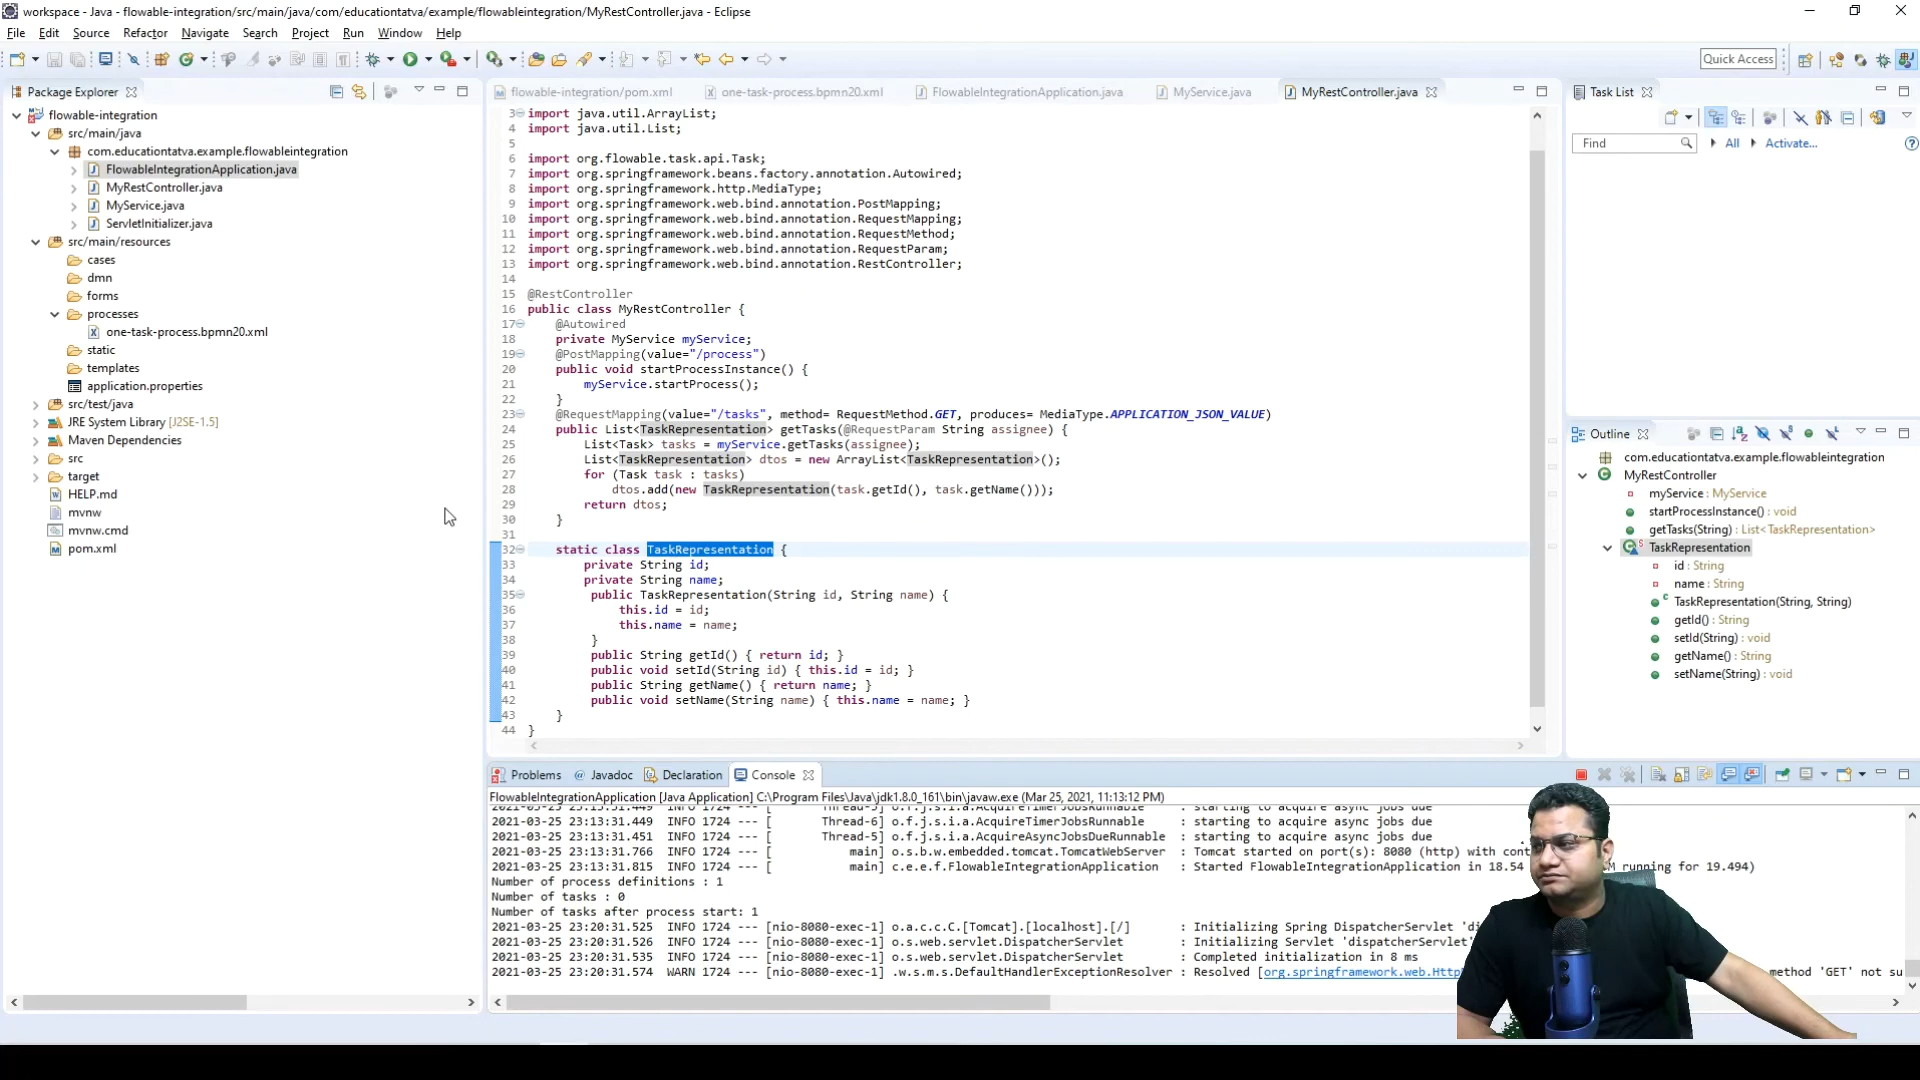 workspace - Java - flowable-integration/src/main/java/com/educationtatva/example/flowableintegration/MyRestController.java - Eclipse
File Edit Source Refactor Navigate Search Project Run Window Help
Quick Access
Package Explorer
flowable-integration
src/main/java
com.educationtatva.example.flowableintegration
FlowableIntegrationApplication.java
MyRestController.java
MyService.java
ServletInitializer.java
src/main/resources
cases
dmn
forms
processes
one-task-process.bpmn20.xml
static
templates
application.properties
src/test/java
JRE System Library [J2SE-1.5]
Maven Dependencies
src
target
HELP.md
mvnw
mvnw.cmd
pom.xml
flowable-integration/pom.xml one-task-process.bpmn20.xml FlowableIntegrationApplication.java MyService.java MyRestController.java
3 import java.util.ArrayList;
4 import java.util.List;
5
6 import org.flowable.task.api.Task;
7 import org.springframework.beans.factory.annotation.Autowired;
8 import org.springframework.http.MediaType;
9 import org.springframework.web.bind.annotation.PostMapping;
10 import org.springframework.web.bind.annotation.RequestMapping;
11 import org.springframework.web.bind.annotation.RequestMethod;
12 import org.springframework.web.bind.annotation.RequestParam;
13 import org.springframework.web.bind.annotation.RestController;
14
15 @RestController
16 public class MyRestController {
17 @Autowired
18 private MyService myService;
19 @PostMapping(value="/process")
20 public void startProcessInstance() {
21 myService.startProcess();
22 }
23 @RequestMapping(value="/tasks", method= RequestMethod.GET, produces= MediaType.APPLICATION_JSON_VALUE)
24 public List<TaskRepresentation> getTasks(@RequestParam String assignee) {
25 List<Task> tasks = myService.getTasks(assignee);
26 List<TaskRepresentation> dtos = new ArrayList<TaskRepresentation>();
27 for (Task task : tasks)
28 dtos.add(new TaskRepresentation(task.getId(), task.getName()));
29 return dtos;
30 }
31
32 static class TaskRepresentation {
33 private String id;
34 private String name;
35 public TaskRepresentation(String id, String name) {
36 this.id = id;
37 this.name = name;
38 }
39 public String getId() { return id; }
40 public void setId(String id) { this.id = id; }
41 public String getName() { return name; }
42 public void setName(String name) { this.name = name; }
43 }
44 }
Task List
Find All Activate...
Outline
com.educationtatva.example.flowableintegration
MyRestController
myService : MyService
startProcessInstance() : void
getTasks(String) : List<TaskRepresentation>
TaskRepresentation
id : String
name : String
TaskRepresentation(String, String)
getId() : String
setId(String) : void
getName() : String
setName(String) : void
Problems @ Javadoc Declaration Console
FlowableIntegrationApplication [Java Application] C:\Program Files\Java\jdk1.8.0_161\bin\javaw.exe (Mar 25, 2021, 11:13:12 PM)
2021-03-25 23:13:31.449 INFO 1724 --- [ Thread-7] o.f.j.s.i.a.AcquireTimerJobsRunnable : starting to acquire async jobs due
2021-03-25 23:13:31.449 INFO 1724 --- [ Thread-6] o.f.j.s.i.a.AcquireTimerJobsRunnable : starting to acquire async jobs due
2021-03-25 23:13:31.451 INFO 1724 --- [ Thread-5] o.f.j.s.i.a.AcquireAsyncJobsDueRunnable : starting to acquire async jobs due
2021-03-25 23:13:31.766 INFO 1724 --- [ main] o.s.b.w.embedded.tomcat.TomcatWebServer : Tomcat started on port(s): 8080 (http) with
2021-03-25 23:13:31.815 INFO 1724 --- [ main] c.e.e.f.FlowableIntegrationApplication : Started FlowableIntegrationApplication in 18.54 running for 19.494)
Number of process definitions : 1
Number of tasks : 0
Number of tasks after process start: 1
2021-03-25 23:20:31.525 INFO 1724 --- [nio-8080-exec-1] o.a.c.c.C.[Tomcat].[localhost].[/] : Initializing Spring DispatcherServlet
2021-03-25 23:20:31.526 INFO 1724 --- [nio-8080-exec-1] o.s.web.servlet.DispatcherServlet : Initializing Servlet 'dispatcherServlet'
2021-03-25 23:20:31.535 INFO 1724 --- [nio-8080-exec-1] o.s.web.servlet.DispatcherServlet : Completed initialization in 8 ms
2021-03-25 23:20:31.574 WARN 1724 --- [nio-8080-exec-1] .w.s.m.s.DefaultHandlerExceptionResolver : Resolved [org.springframework.web.Http method 'GET' not su